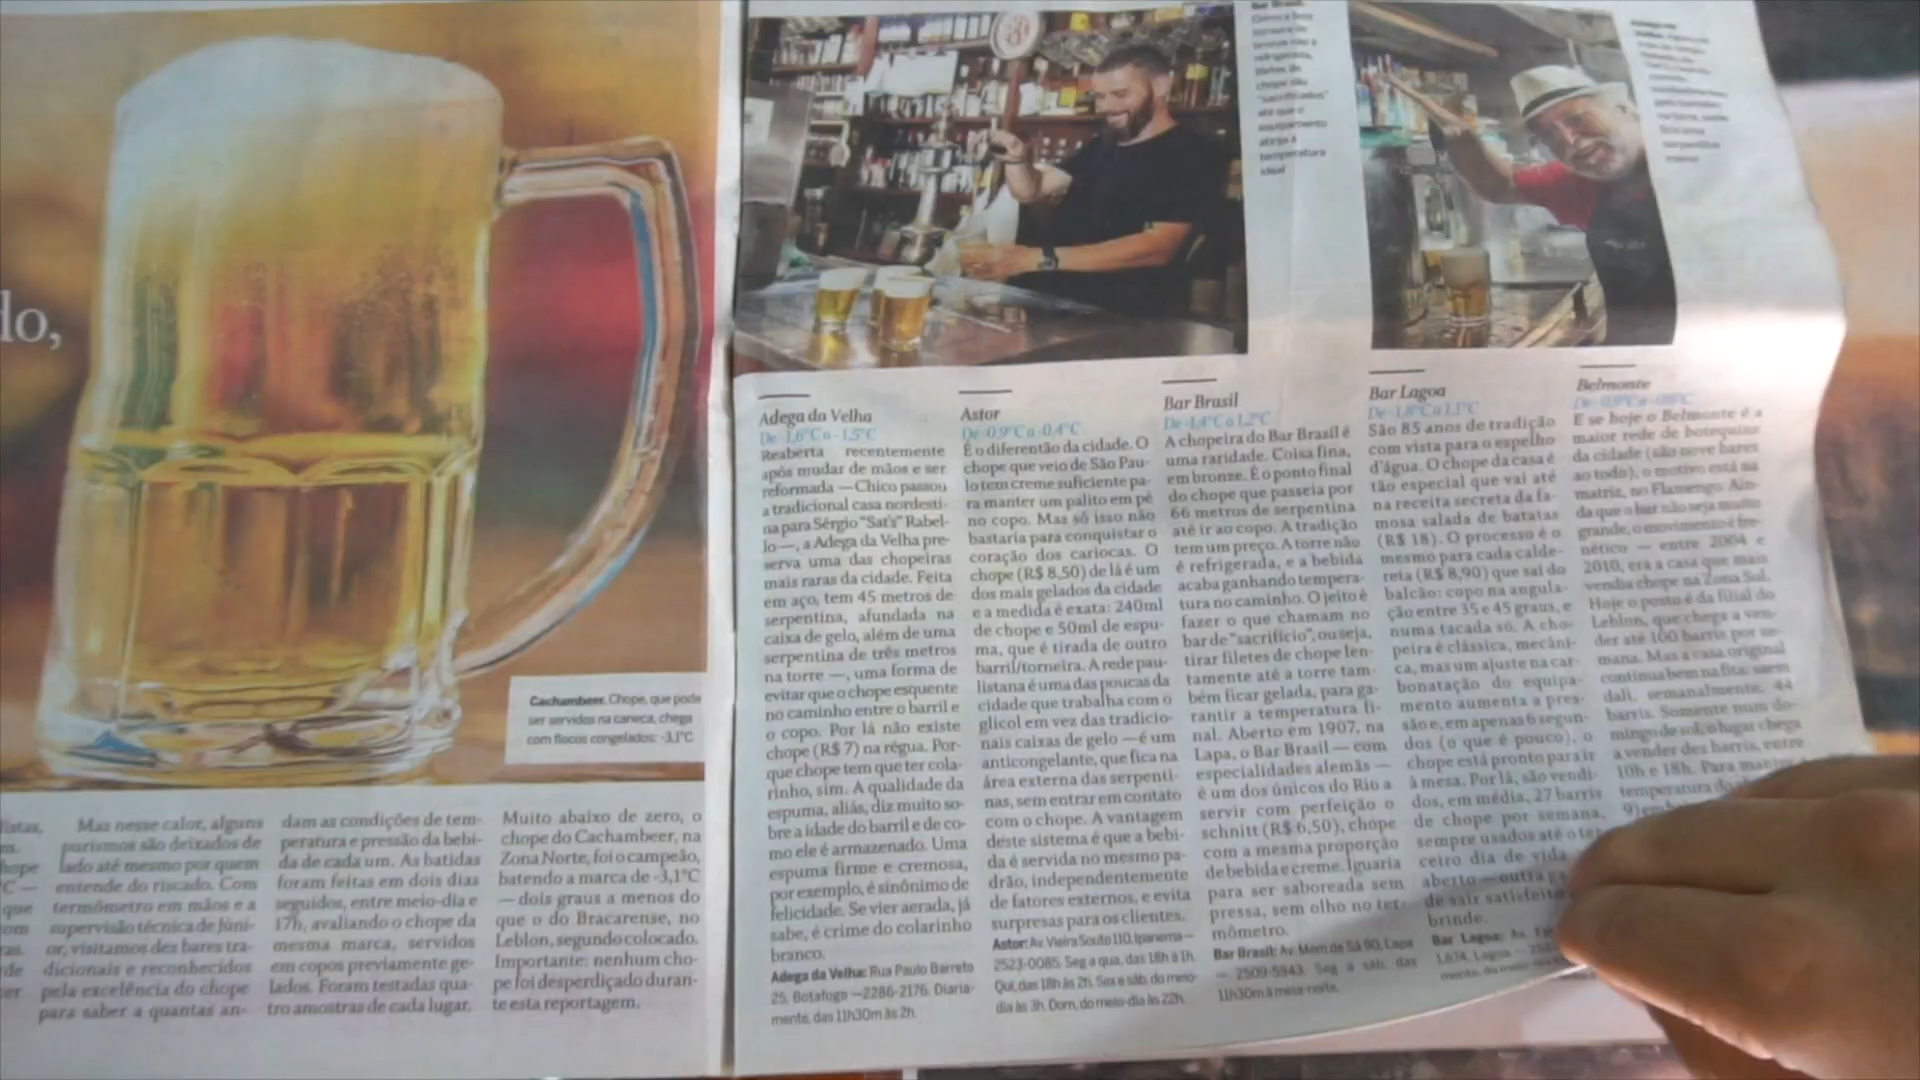 do,
Cachambeer. Chope, que pode
ser servidos na caneca, chega
com flocos congelados: -3,1°C
Mas nesse calor, alguns
purismos são deixados de
lado até mesmo por quem
entende do riscado. Com
termômetro em mãos e a
supervisão técnica de Júni-
or, visitamos dez bares tra-
dicionais e reconhecidos
pela excelência do chope
para saber a quantas an-
dam as condições de tem-
peratura e pressão da bebi-
da de cada um. As batidas
foram feitas em dois dias
seguidos, entre meio-dia e
17h, avaliando o chope da
mesma marca, servidos
em copos previamente ge-
lados. Foram testadas qua-
tro amostras de cada lugar.
Muito abaixo de zero, o
chope do Cachambeer, na
Zona Norte, foi o campeão,
batendo a marca de -3,1°C
— dois graus a menos do
que o do Bracarense, no
Leblon, segundo colocado.
Importante: nenhum cho-
pe foi desperdiçado duran-
te esta reportagem.
Adega da Velha
De -1,6°C a -1,5°C
Reaberta recentemente
após mudar de mãos e ser
reformada —Chico passou
a tradicional casa nordesti-
na para Sérgio "Sat's" Rabel-
lo—, a Adega da Velha pre-
serva uma das chopeiras
mais raras da cidade. Feita
em aço, tem 45 metros de
serpentina, afundada na
caixa de gelo, além de uma
serpentina de três metros
na torre —, uma forma de
evitar que o chope esquente
no caminho entre o barril e
o copo. Por lá não existe
chope (R$ 7) na régua. Por-
que chope tem que ter cola-
rinho, sim. A qualidade da
espuma, aliás, diz muito so-
bre a idade do barril e de co-
mo ele é armazenado. Uma
espuma firme e cremosa,
por exemplo, é sinônimo de
felicidade. Se vier aerada, já
sabe, é crime do colarinho
branco.
Adega da Velha: Rua Paulo Barreto
25, Botafogo —2286-2176. Diaria-
mente, das 11h30m às 2h.
Astor
De -0,9°C a -0,4°C
É o diferentão da cidade. O
chope que veio de São Pau-
lo tem creme suficiente pa-
ra manter um palito em pé
no copo. Mas só isso não
bastaria para conquistar o
coração dos cariocas. O
chope (R$ 8,50) de lá é um
dos mais gelados da cidade
e a medida é exata: 240ml
de chope e 50ml de espu-
ma, que é tirada de outro
barril/torneira. A rede pau-
listana é uma das poucas da
cidade que trabalha com o
glicol em vez das tradicio-
nais caixas de gelo —é um
anticongelante, que fica na
área externa das serpenti-
nas, sem entrar em contato
com o chope. A vantagem
deste sistema é que a bebi-
da é servida no mesmo pa-
drão, independentemente
de fatores externos, e evita
surpresas para os clientes.
Astor: Av. Vieira Souto 110, Ipanema —
2523-0085. Seg a qua, das 18h à 1h.
Qui, das 18h às 2h. Sex e sáb, do meio-
dia às 3h. Dom, do meio-dia às 22h.
Bar Brasil
De -1,4°C a 1,2°C
A chopeira do Bar Brasil é
uma raridade. Coisa fina,
em bronze. É o ponto final
do chope que passeia por
66 metros de serpentina
até ir ao copo. A tradição
tem um preço. A torre não
é refrigerada, e a bebida
acaba ganhando tempera-
tura no caminho. O jeito é
fazer o que chamam no
bar de "sacrifício", ou seja,
tirar filetes de chope len-
tamente até a torre tam-
bém ficar gelada, para ga-
rantir a temperatura fi-
nal. Aberto em 1907, na
Lapa, o Bar Brasil — com
especialidades alemãs —
é um dos únicos do Rio a
servir com perfeição o
schnitt (R$ 6,50), chope
com a mesma proporção
de bebida e creme. Iguaria
para ser saboreada sem
pressa, sem olho no ter-
mômetro.
Bar Brasil: Av. Mem de Sá 90, Lapa
— 2509-5943. Seg a sáb, das
11h30m à meia-noite.
Bar Lagoa
De -1,8°C a 1,1°C
São 85 anos de tradição
com vista para o espelho
d'água. O chope da casa é
tão especial que vai até
na receita secreta da fa-
mosa salada de batatas
(R$ 18). O processo é o
mesmo para cada calde-
reta (R$ 8,90) que sai do
balcão: copo na angula-
ção entre 35 e 45 graus, e
numa tacada só. A cho-
peira é clássica, mecâni-
ca, mas um ajuste na car-
bonatação do equipa-
mento aumenta a pres-
são e, em apenas 6 segun-
dos (o que é pouco), o
chope está pronto para ir
à mesa. Por lá, são vendi-
dos, em média, 27 barris
de chope por semana,
sempre usados até o ter-
ceiro dia de vida
aberto — outra
de sair satisfeito
brinde.
Bar Lagoa: Av.
1.674, Lagoa
Belmonte
E se hoje o Belmonte é a
maior rede de botequins
da cidade (são nove bares
ao todo), o motivo está na
matriz, no Flamengo. Ain-
da que o bar não seja muito
grande, o movimento é fre-
nético — entre 2004 e
2010, era a casa que mais
vendia chope na Zona Sul.
Hoje o posto é da filial do
Leblon, que chega a ven-
der até 100 barris por se-
mana. Mas a casa original
continua bem na fita: saem
dali, semanalmente, 44
barris. Somente num do-
mingo de sol, o lugar chega
a vender dez barris, entre
10h e 18h. Para manter
temperatura do